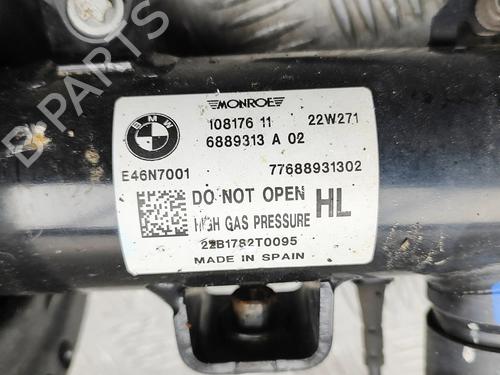 B-PARTS
BMW
MONROE
108176 11 22W271
6889313 A 02
E46N7001 77688931302
DO NOT OPEN
HIGH GAS PRESSURE HL
22B1782T0095
MADE IN SPAIN